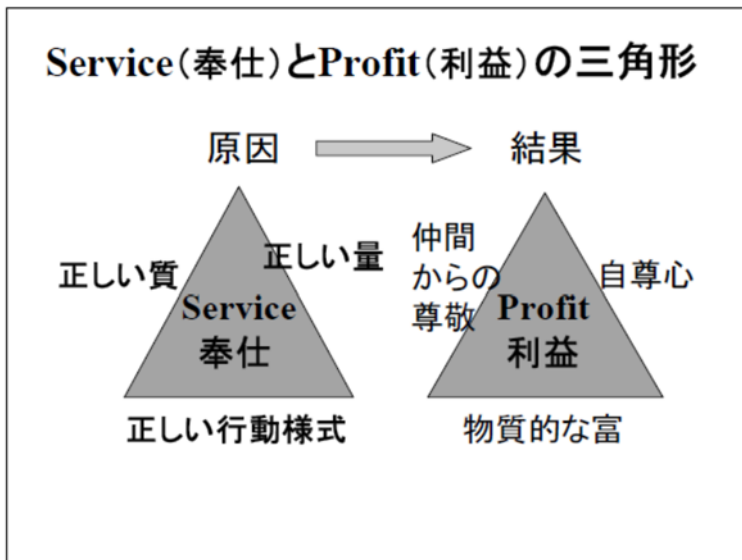 Service(奉仕)とProfit(利益)の三角形
原因
結果
正しい質
正しい量
Service
奉仕
正しい行動様式
仲間
からの
尊敬
自尊心
Profit
利益
物質的な富